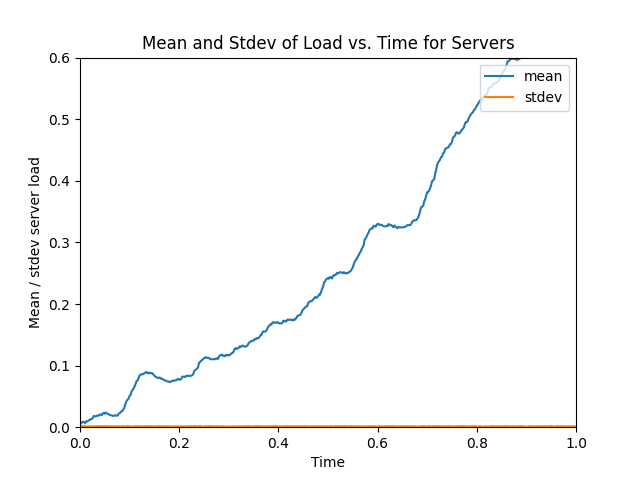 Mean and Stdev of Load vs. Time for Servers
mean
stdev
Mean / stdev server load
0.6
0.5
0.4
0.3
0.2
0.1
0.0
0.0 0.2 0.4 0.6 0.8 1.0
Time